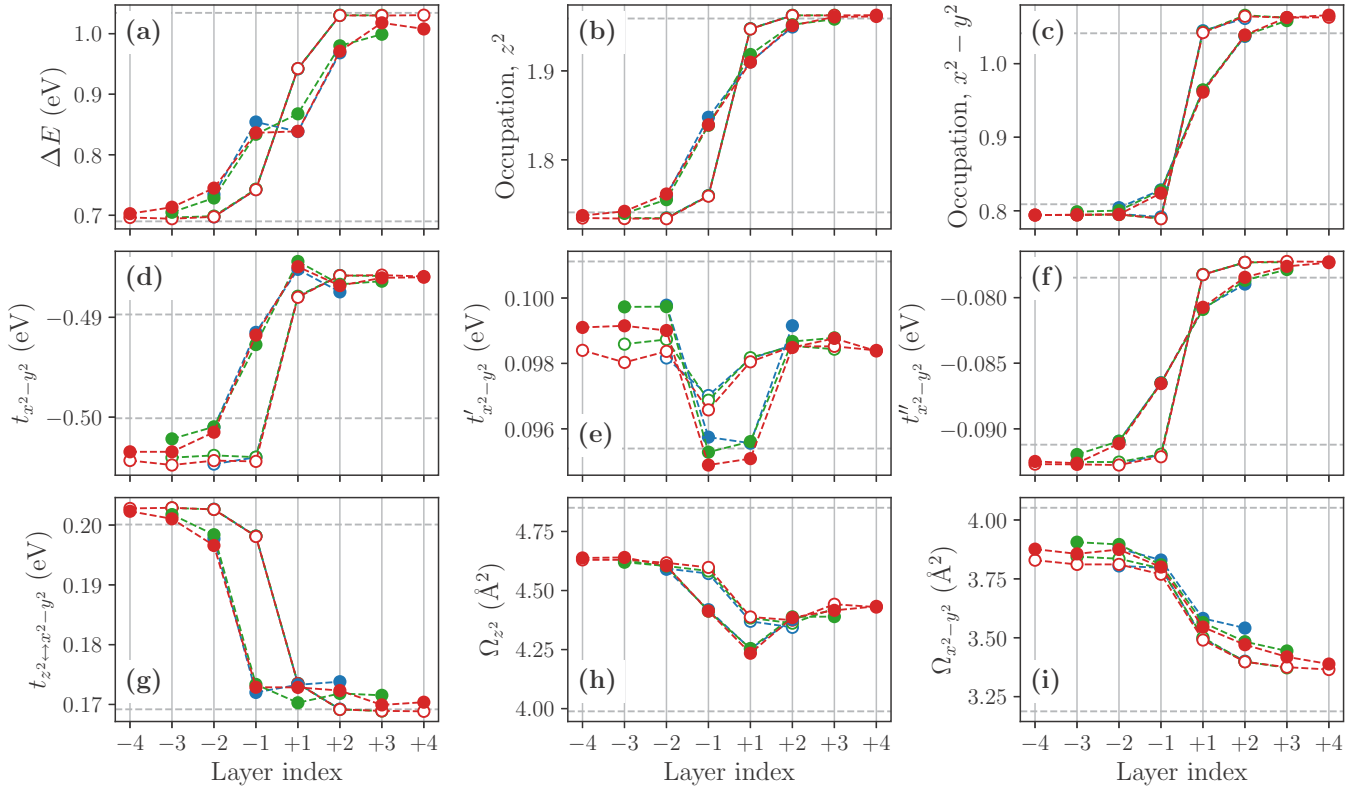 (a)
ΔE (eV)
1.0
0.9
0.8
0.7
(b)
Occupation, z²
1.9
1.8
(c)
Occupation, x² − y²
1.0
0.9
0.8
(d)
t_{x²−y²} (eV)
−0.49
−0.50
(e)
t′_{x²−y²} (eV)
0.100
0.098
0.096
(f)
t″_{x²−y²} (eV)
−0.080
−0.085
−0.090
(g)
t_{z²↔x²−y²} (eV)
0.20
0.19
0.18
0.17
−4 −3 −2 −1 +1 +2 +3 +4
Layer index
(h)
Ω_{z²} (Å²)
4.75
4.50
4.25
4.00
−4 −3 −2 −1 +1 +2 +3 +4
Layer index
(i)
Ω_{x²−y²} (Å²)
4.00
3.75
3.50
3.25
−4 −3 −2 −1 +1 +2 +3 +4
Layer index